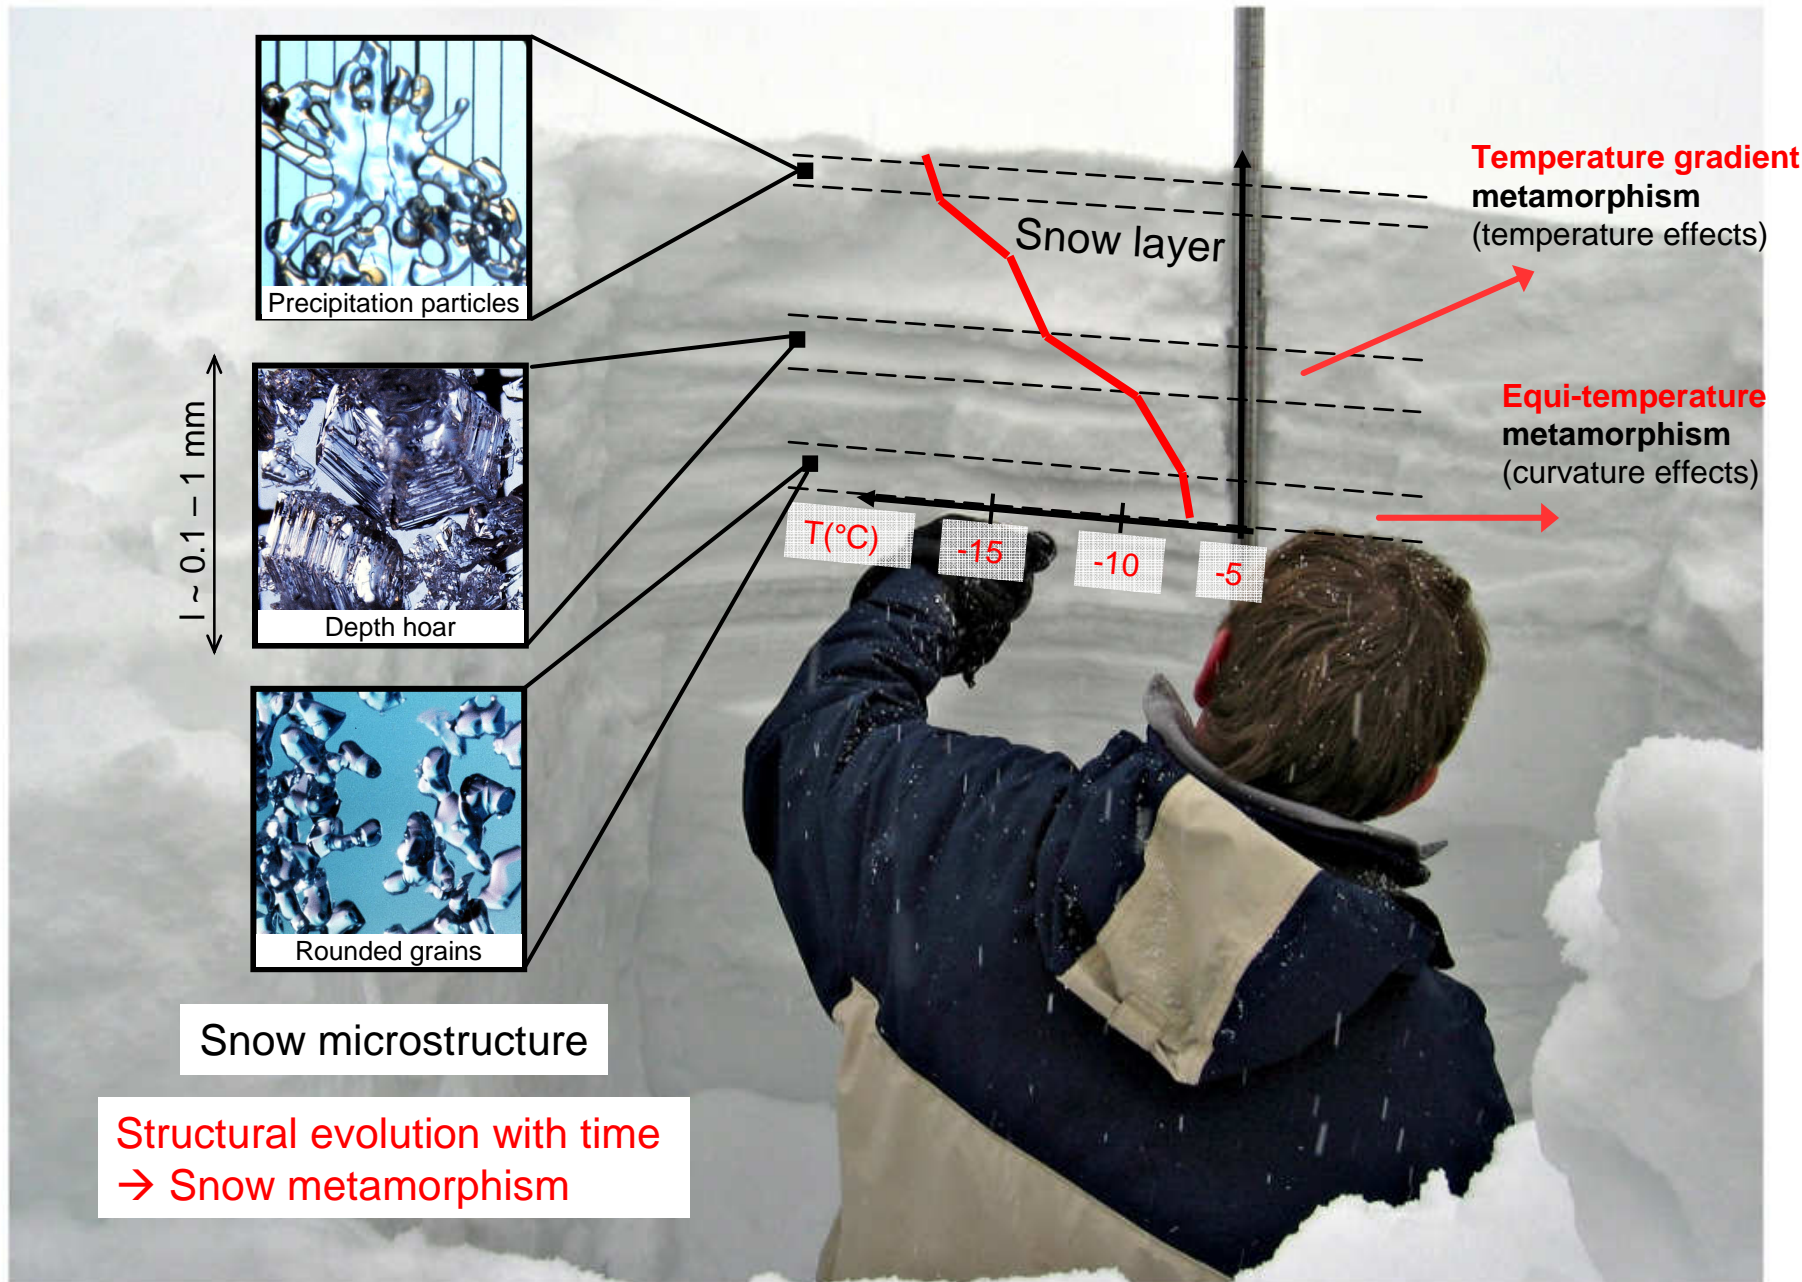 Precipitation particles
l ~ 0.1 – 1 mm
Depth hoar
Rounded grains
Snow microstructure
Structural evolution with time
→ Snow metamorphism
Snow layer
T(°C)
-15
-10
-5
Temperature gradient
metamorphism
(temperature effects)
Equi-temperature
metamorphism
(curvature effects)